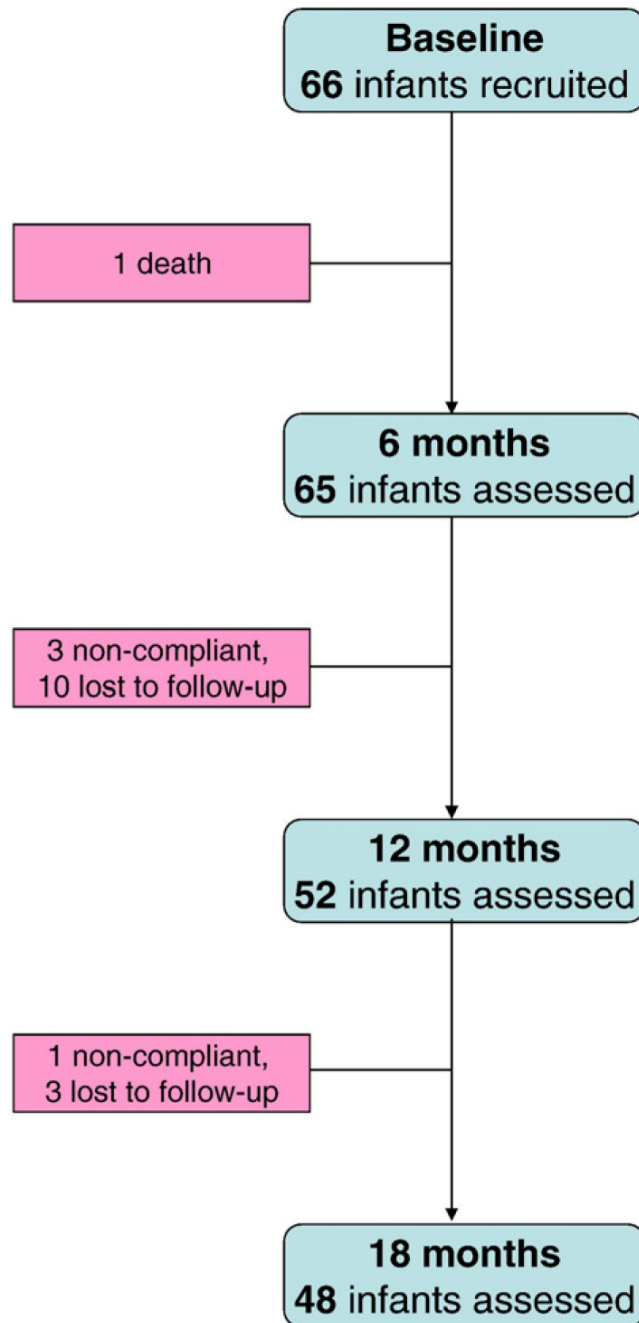 Baseline
66 infants recruited
1 death
6 months
65 infants assessed
3 non-compliant,
10 lost to follow-up
12 months
52 infants assessed
1 non-compliant,
3 lost to follow-up
18 months
48 infants assessed